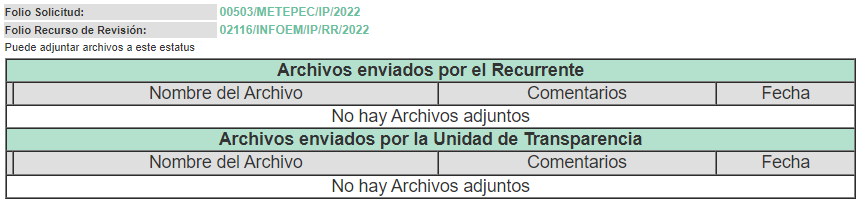 Folio Solicitud: 00503/METEPEC/IP/2022
Folio Recurso de Revisión: 02116/INFOEM/IP/RR/2022
Puede adjuntar archivos a este estatus
Archivos enviados por el Recurrente
Nombre del Archivo Comentarios Fecha
No hay Archivos adjuntos
Archivos enviados por la Unidad de Transparencia
Nombre del Archivo Comentarios Fecha
No hay Archivos adjuntos